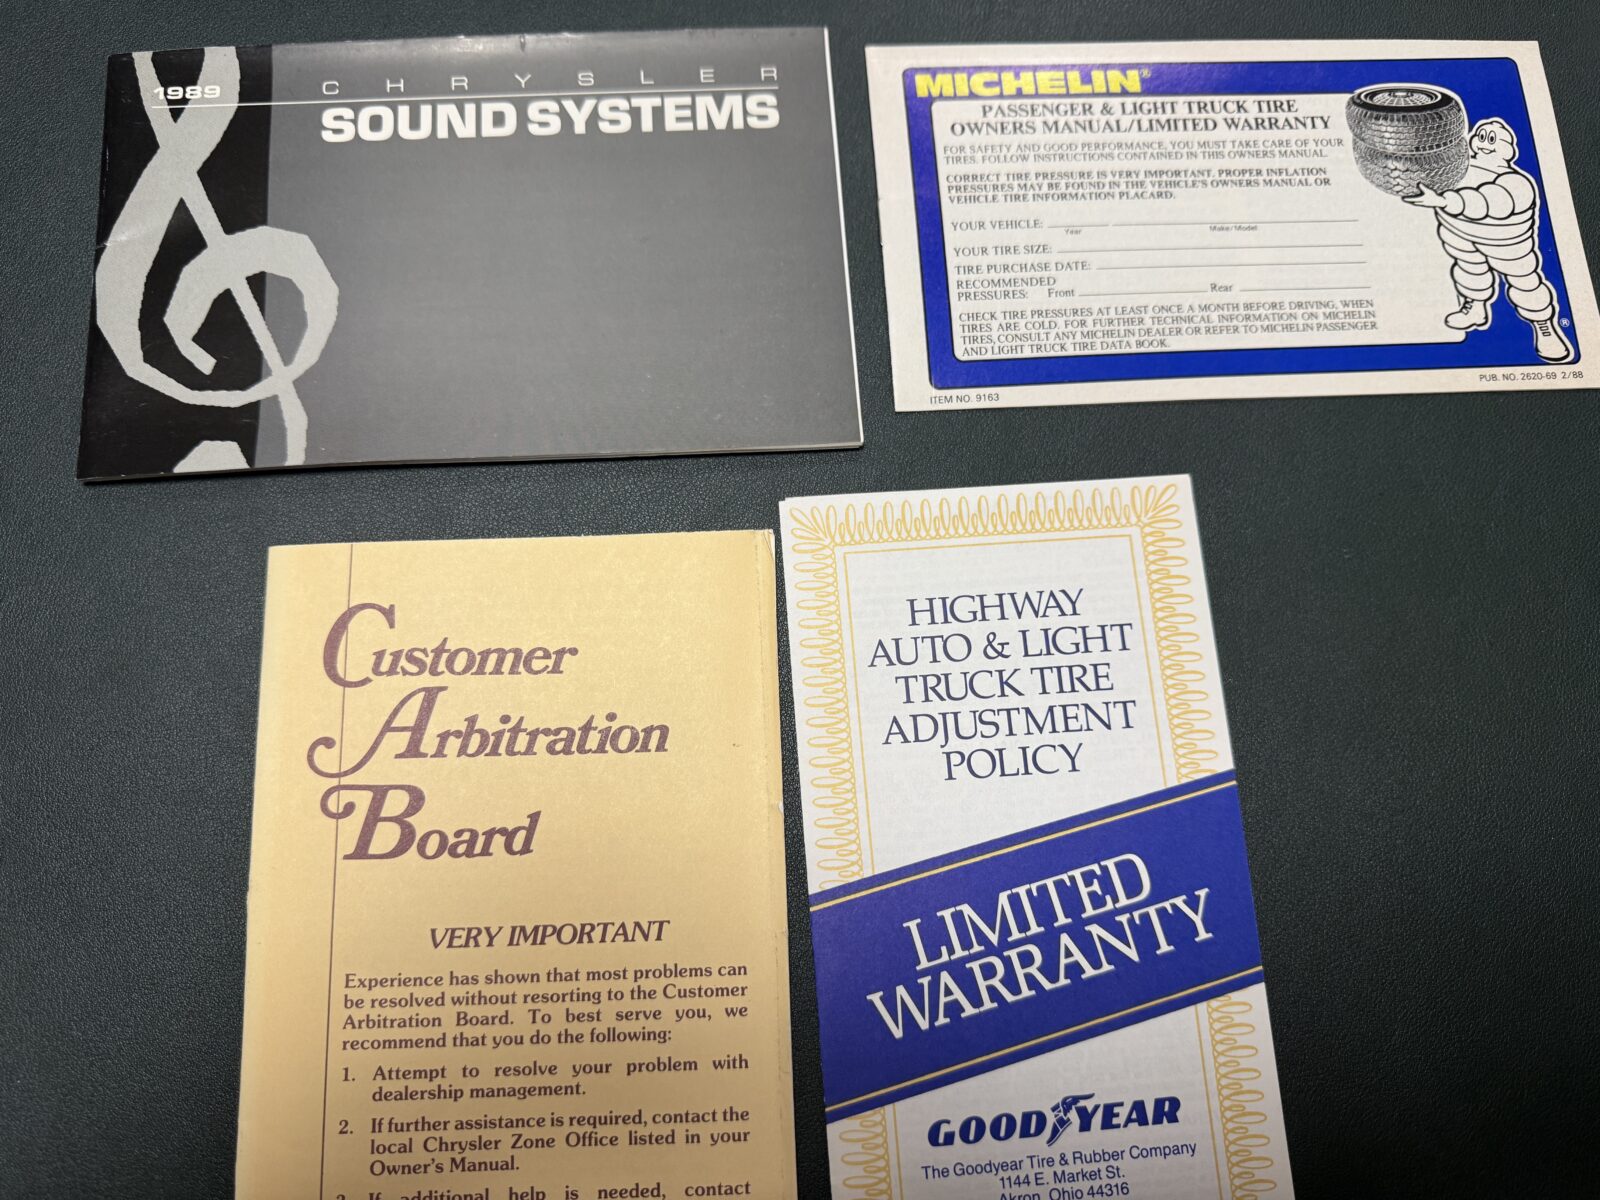 1989
CHRYSLER
SOUND SYSTEMS
MICHELIN®
PASSENGER & LIGHT TRUCK TIRE
OWNERS MANUAL/LIMITED WARRANTY
FOR SAFETY AND GOOD PERFORMANCE, YOU MUST TAKE CARE OF YOUR
TIRES. FOLLOW INSTRUCTIONS CONTAINED IN THIS OWNERS MANUAL.
CORRECT TIRE PRESSURE IS VERY IMPORTANT. PROPER INFLATION
PRESSURES MAY BE FOUND IN THE VEHICLE'S OWNERS MANUAL OR
VEHICLE TIRE INFORMATION PLACARD.
YOUR VEHICLE:
Year Make/Model
YOUR TIRE SIZE:
TIRE PURCHASE DATE:
RECOMMENDED
PRESSURES: Front Rear
CHECK TIRE PRESSURES AT LEAST ONCE A MONTH BEFORE DRIVING, WHEN
TIRES ARE COLD. FOR FURTHER TECHNICAL INFORMATION ON MICHELIN
TIRES, CONSULT ANY MICHELIN DEALER OR REFER TO MICHELIN PASSENGER
AND LIGHT TRUCK TIRE DATA BOOK.
®
ITEM NO. 9163
PUB. NO. 2620-69 2/88
Customer
Arbitration
Board
VERY IMPORTANT
Experience has shown that most problems can
be resolved without resorting to the Customer
Arbitration Board. To best serve you, we
recommend that you do the following:
1. Attempt to resolve your problem with
dealership management.
2. If further assistance is required, contact the
local Chrysler Zone Office listed in your
Owner's Manual.
3. If additional help is needed, contact
HIGHWAY
AUTO & LIGHT
TRUCK TIRE
ADJUSTMENT
POLICY
LIMITED
WARRANTY
GOODYEAR
The Goodyear Tire & Rubber Company
1144 E. Market St.
Akron, Ohio 44316